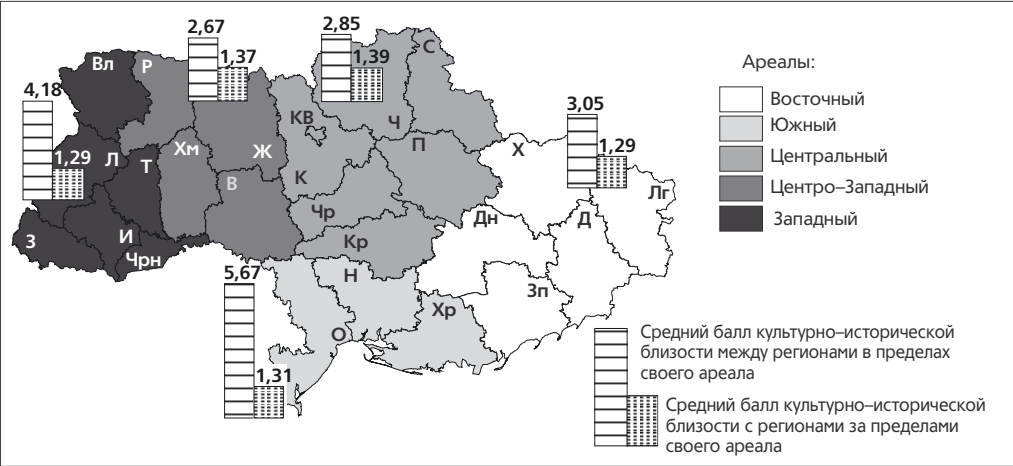 2,67
1,37
2,85
1,39
С
Ареалы:
Восточный
Южный
Центральный
Центро–Западный
Западный
Вл
Р
4,18
1,29
КВ
Ч
3,05
1,29
Л
Т
Хм
Ж
К
П
Х
Лг
В
Чр
Дн
Д
З
И
Чрн
Кр
5,67
1,31
Н
О
Хр
Зп
Средний балл культурно–исторической
близости между регионами в пределах
своего ареала
Средний балл культурно–исторической
близости с регионами за пределами
своего ареала